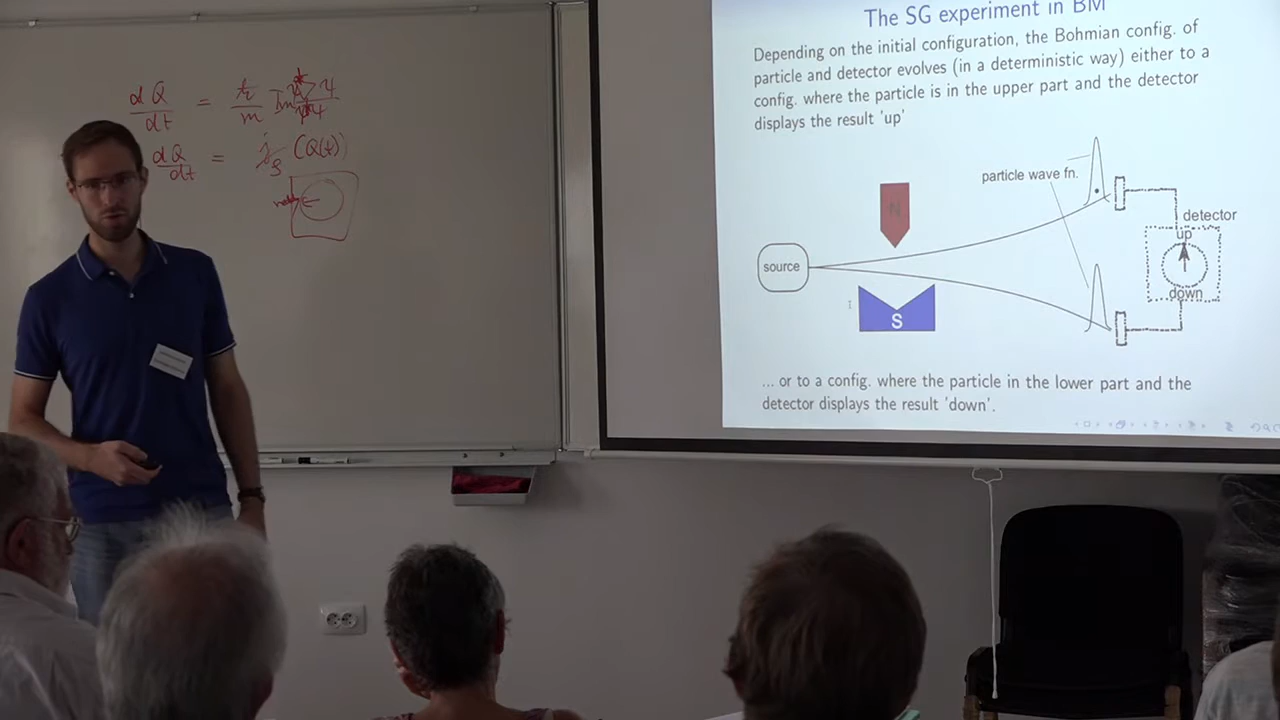 dQ/dt = ħ/m Im ψ*∇ψ/ψ*ψ
dQ/dt = j/ρ (Q(t))
The SG experiment in BM
Depending on the initial configuration, the Bohmian config. of
particle and detector evolves (in a deterministic way) either to a
config. where the particle is in the upper part and the detector
displays the result 'up'
particle wave fn.
N
detector
up
source
down
S
... or to a config. where the particle in the lower part and the
detector displays the result 'down'.